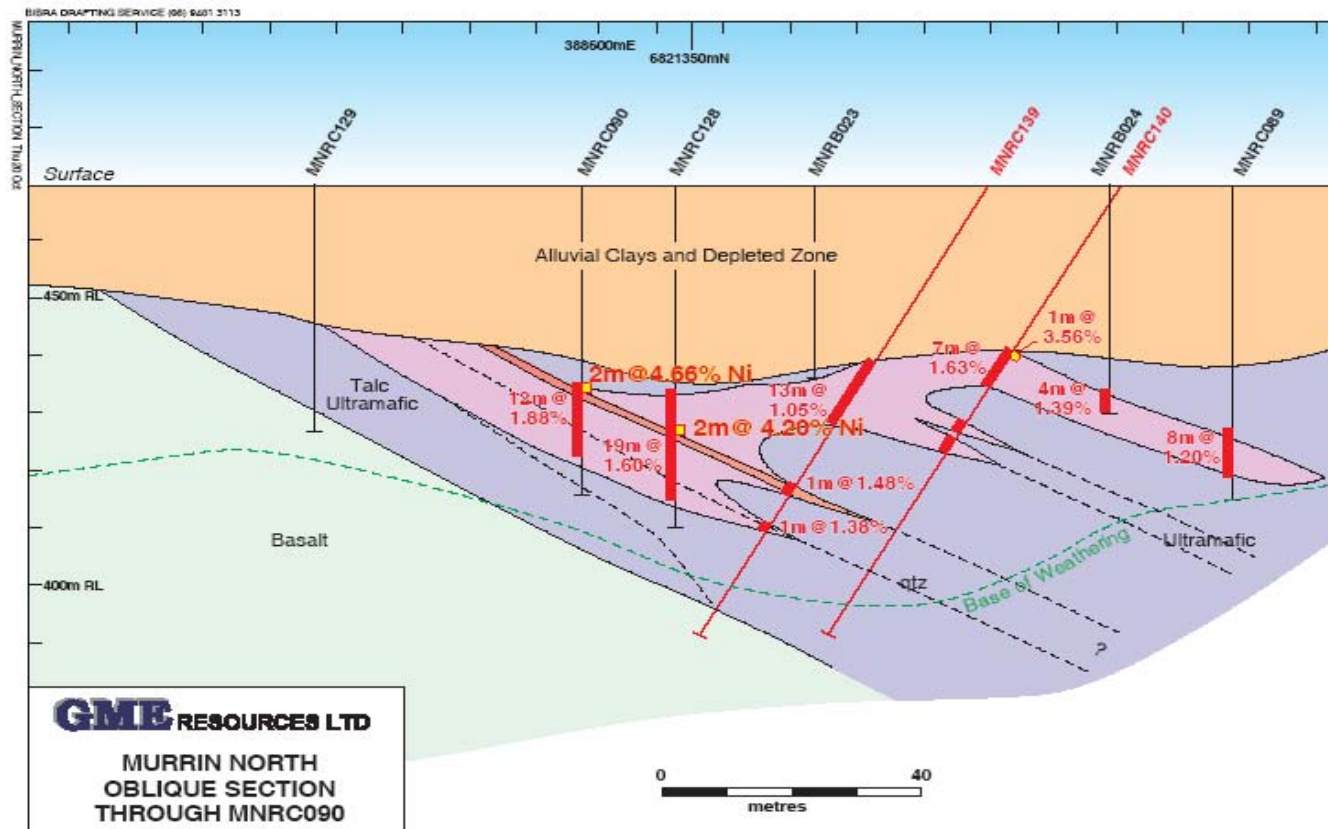 BISRA DRAFTING SERVICE (08) 9401 3113
MURRIN_NORTH_SECTION Thu20 Oct
388600mE
6821350mN
MNRC129
MNRC090
MNRC128
MNRB023
MNRC139
MNRB024
MNRC140
MNRC089
Surface
Alluvial Clays and Depleted Zone
450m RL
1m @
3.56%
7m @
1.63%
2m@4.66% Ni
Talc
Ultramafic
12m @
1.88%
13m @
1.05%
4m @
1.39%
2m @ 4.20% Ni
19m @
1.60%
8m @
1.20%
1m @ 1.48%
1m @ 1.38%
Basalt
Ultramafic
400m RL
qtz
Base of Weathering
?
GME RESOURCES LTD
MURRIN NORTH
OBLIQUE SECTION
THROUGH MNRC090
0
40
metres